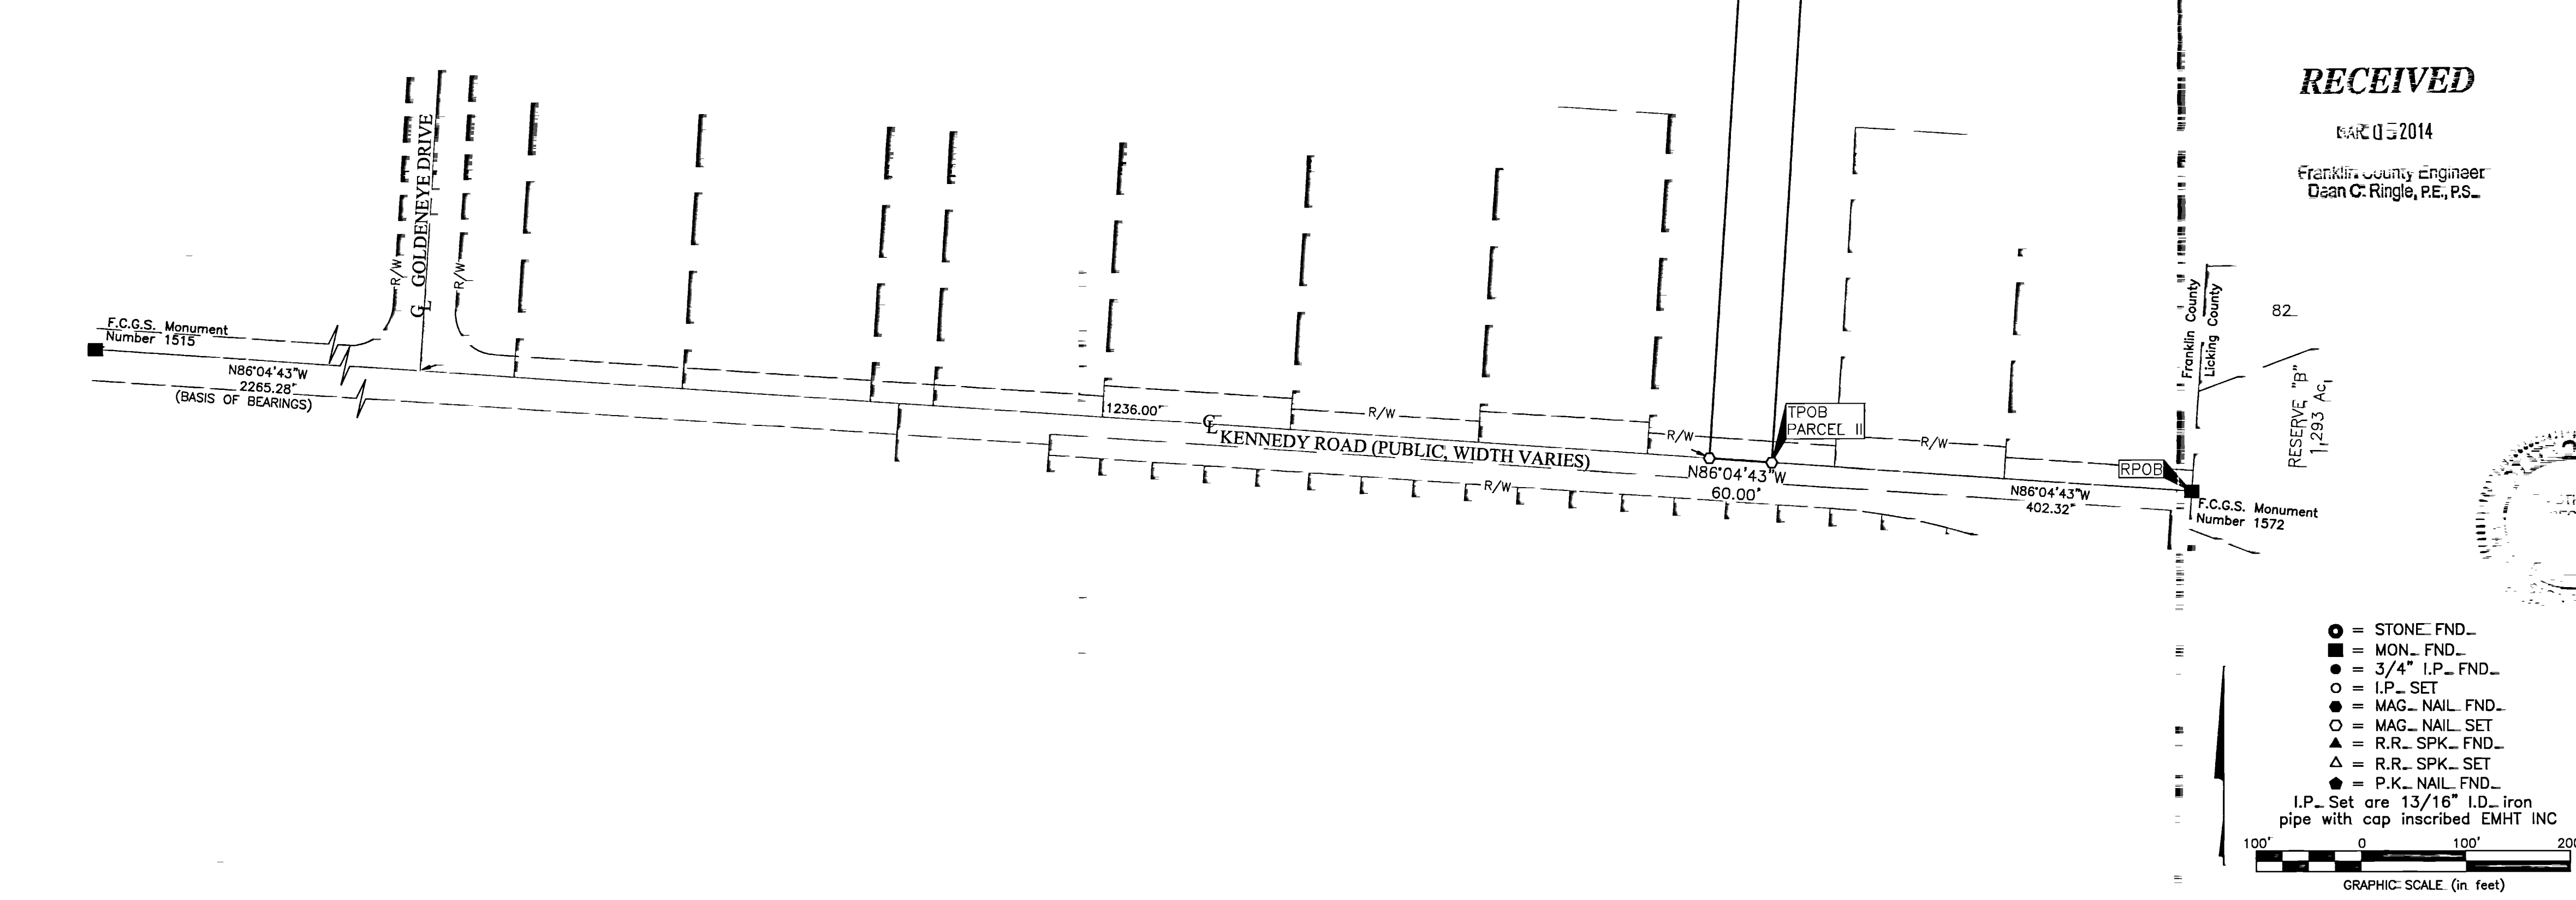 RECEIVED
2014
Franklin County Engineer
Dean C. Ringle, P.E., P.S.
GOLDENEYE DRIVE
R/W
R/W
F.C.G.S. Monument
Number 1515
N86°04'43"W
2265.28'
(BASIS OF BEARINGS)
1236.00'
R/W
KENNEDY ROAD (PUBLIC, WIDTH VARIES)
R/W
R/W
TPOB
PARCEL II
R/W
N86°04'43"W
60.00'
RPOB
N86°04'43"W
402.32'
F.C.G.S. Monument
Number 1572
Franklin County
Licking County
82
RESERVE "B"
1.293 Ac.
= STONE FND.
= MON. FND.
= 3/4" I.P. FND.
= I.P. SET
= MAG. NAIL FND.
= MAG. NAIL SET
= R.R. SPK. FND.
= R.R. SPK. SET
= P.K. NAIL FND.
I.P. Set are 13/16" I.D. iron
pipe with cap inscribed EMHT INC
100' 0 100' 200
GRAPHIC SCALE (in feet)